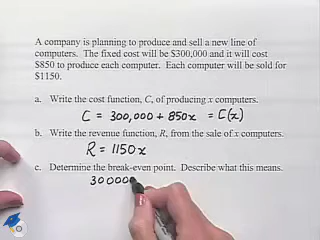 A company is planning to produce and sell a new line of
computers. The fixed cost will be $300,000 and it will cost
$850 to produce each computer. Each computer will be sold for
$1150.
a. Write the cost function, C, of producing x computers.
C = 300,000 + 850x = C(x)
b. Write the revenue function, R, from the sale of x computers.
R = 1150x
c. Determine the break-even point. Describe what this means.
300000